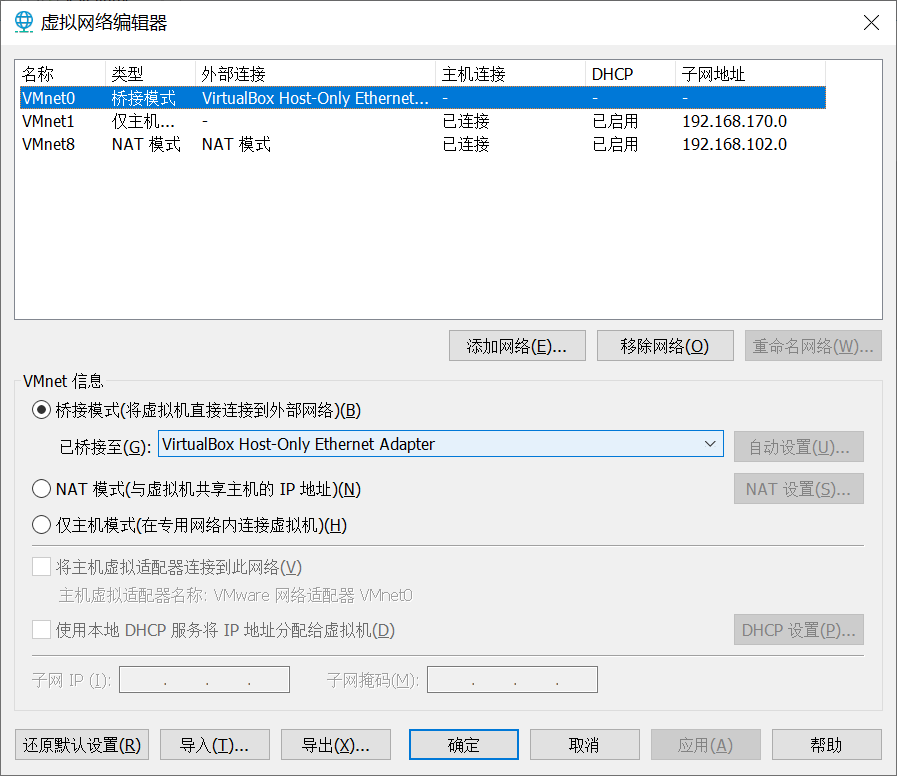 虚拟网络编辑器
名称 类型 外部连接 主机连接 DHCP 子网地址
VMnet0 桥接模式 VirtualBox Host-Only Ethernet... - - -
VMnet1 仅主机... - 已连接 已启用 192.168.170.0
VMnet8 NAT 模式 NAT 模式 已连接 已启用 192.168.102.0
添加网络(E)... 移除网络(O) 重命名网络(W)...
VMnet 信息
桥接模式(将虚拟机直接连接到外部网络)(B)
已桥接至(G): VirtualBox Host-Only Ethernet Adapter 自动设置(U)...
NAT 模式(与虚拟机共享主机的 IP 地址)(N) NAT 设置(S)...
仅主机模式(在专用网络内连接虚拟机)(H)
将主机虚拟适配器连接到此网络(V)
主机虚拟适配器名称: VMware 网络适配器 VMnet0
使用本地 DHCP 服务将 IP 地址分配给虚拟机(D) DHCP 设置(P)...
子网 IP (I): . . . 子网掩码(M): . . .
还原默认设置(R) 导入(T)... 导出(X)... 确定 取消 应用(A) 帮助